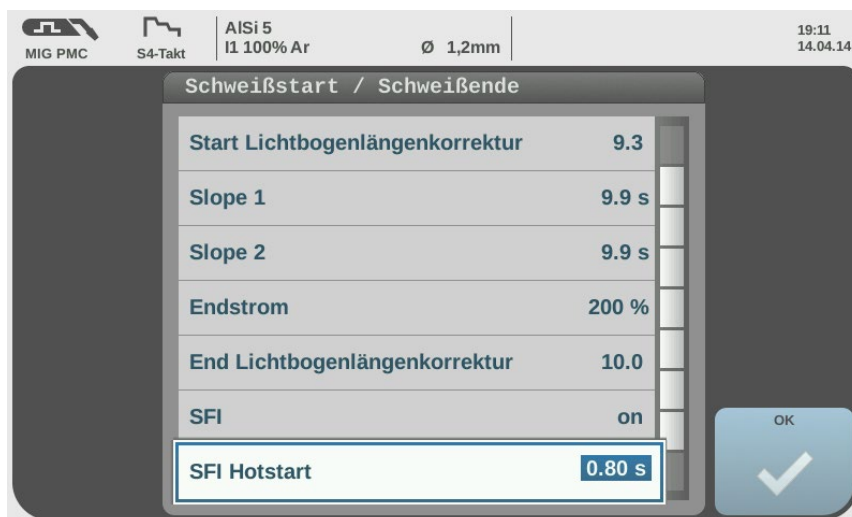 AlSi 5
19:11
MIG PMC
S4-Takt
I1 100% Ar
Ø 1,2mm
14.04.14
Schweißstart / Schweißende
Start Lichtbogenlängenkorrektur 9.3
Slope 1 9.9 s
Slope 2 9.9 s
Endstrom 200 %
End Lichtbogenlängenkorrektur 10.0
SFI on
SFI Hotstart 0.80 s
OK